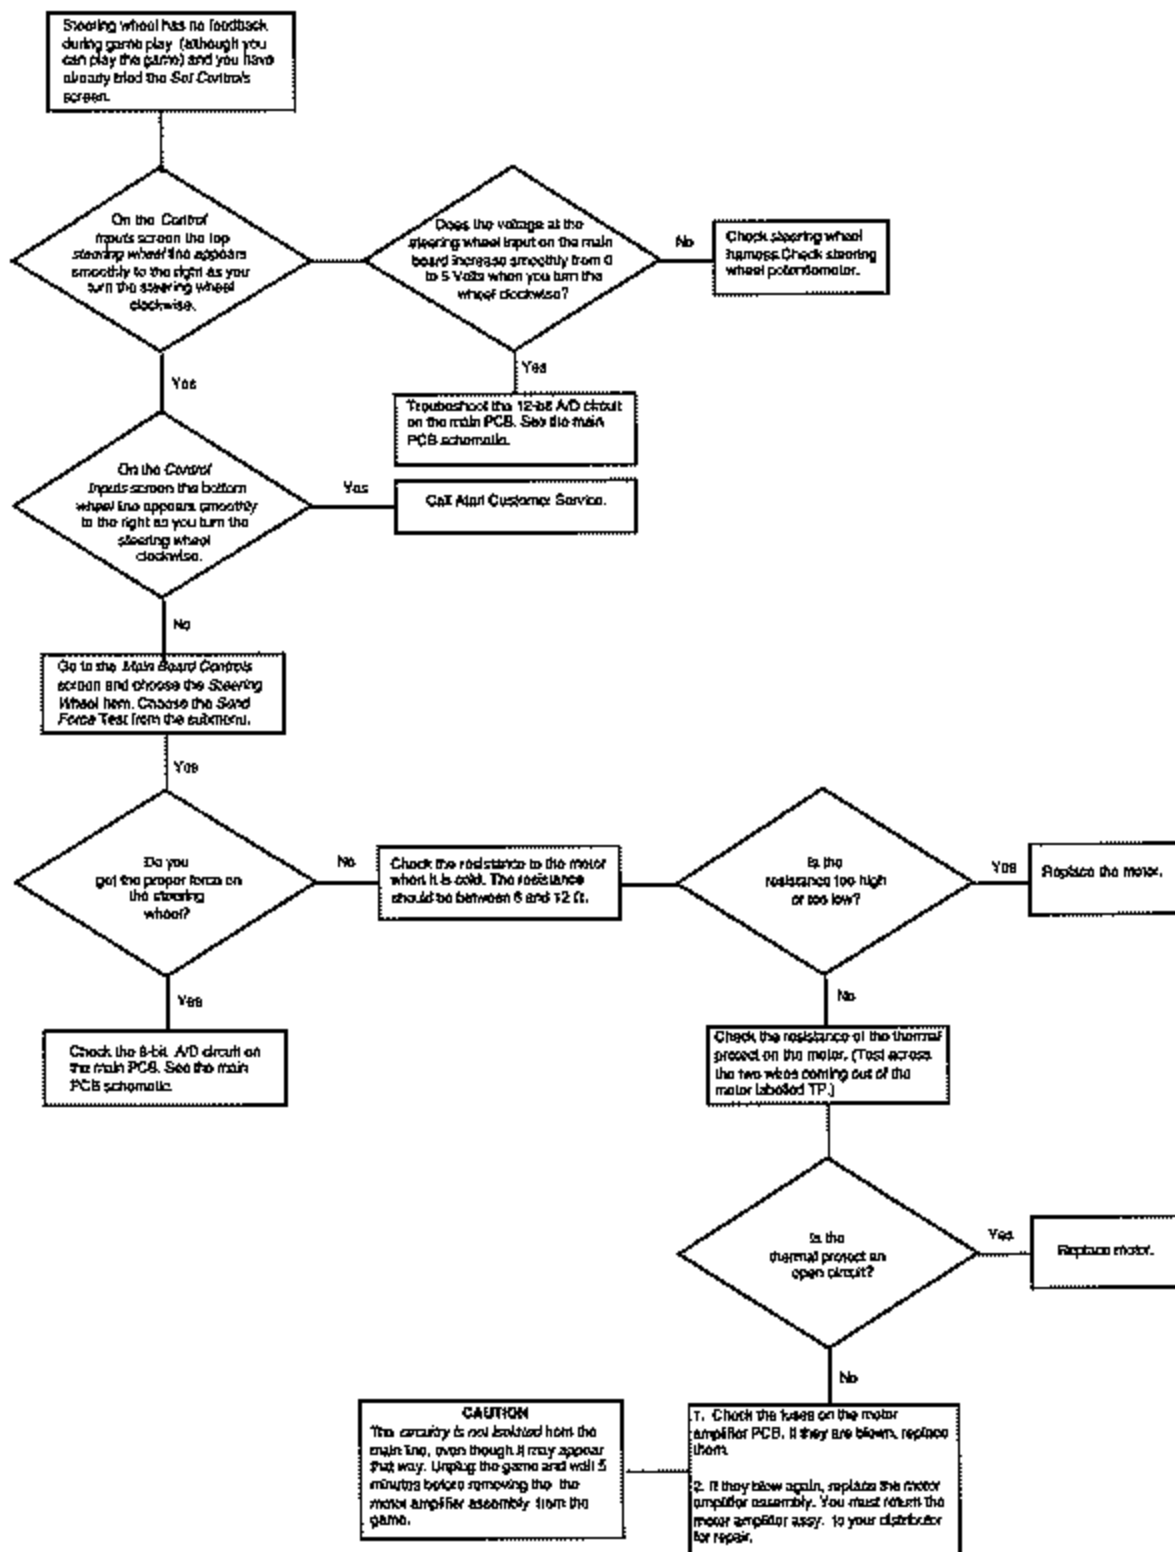 Steering wheel has no feedback
during game play (although you
can play the game) and you have
already tried the Set Controls
screen.
On the Control
Inputs screen the top
steering wheel line appears
smoothly to the right as you
turn the steering wheel
clockwise.
Does the voltage at the
steering wheel input on the main
board increase smoothly from 0
to 5 Volts when you turn the
wheel clockwise?
No
Check steering wheel
harness. Check steering
wheel potentiometer.
Yes
Yes
Troubleshoot the 12-bit A/D circuit
on the main PCB. See the main
PCB schematic.
On the Control
Inputs screen the bottom
wheel line appears smoothly
to the right as you turn the
steering wheel
clockwise.
Yes
Call Atari Customer Service.
No
Go to the Main Board Controls
screen and choose the Steering
Wheel item. Choose the Send
Force Test from the submenu.
Yes
Do you
get the proper force on
the steering
wheel?
No
Check the resistance to the motor
when it is cold. The resistance
should be between 6 and 12
Is the
resistance too high
or too low?
Yes
Replace the motor.
Yes
Check the 8-bit A/D circuit on
the main PCB. See the main
PCB schematic.
No
Check the resistance of the thermal
protect on the motor. (Test across
the two wires coming out of the
motor labelled TP.)
Is the
thermal protect an
open circuit?
Yes
Replace motor.
No
CAUTION
The circuitry is not isolated from the
main line, even though it may appear
that way. Unplug the game and wait 5
minutes before removing the the
motor amplifier assembly from the
game.
1. Check the fuses on the motor
amplifier PCB. If they are blown, replace
them.
2. If they blow again, replace the motor
amplifier assembly. You must return the
motor amplifier assy. to your distributor
for repair.